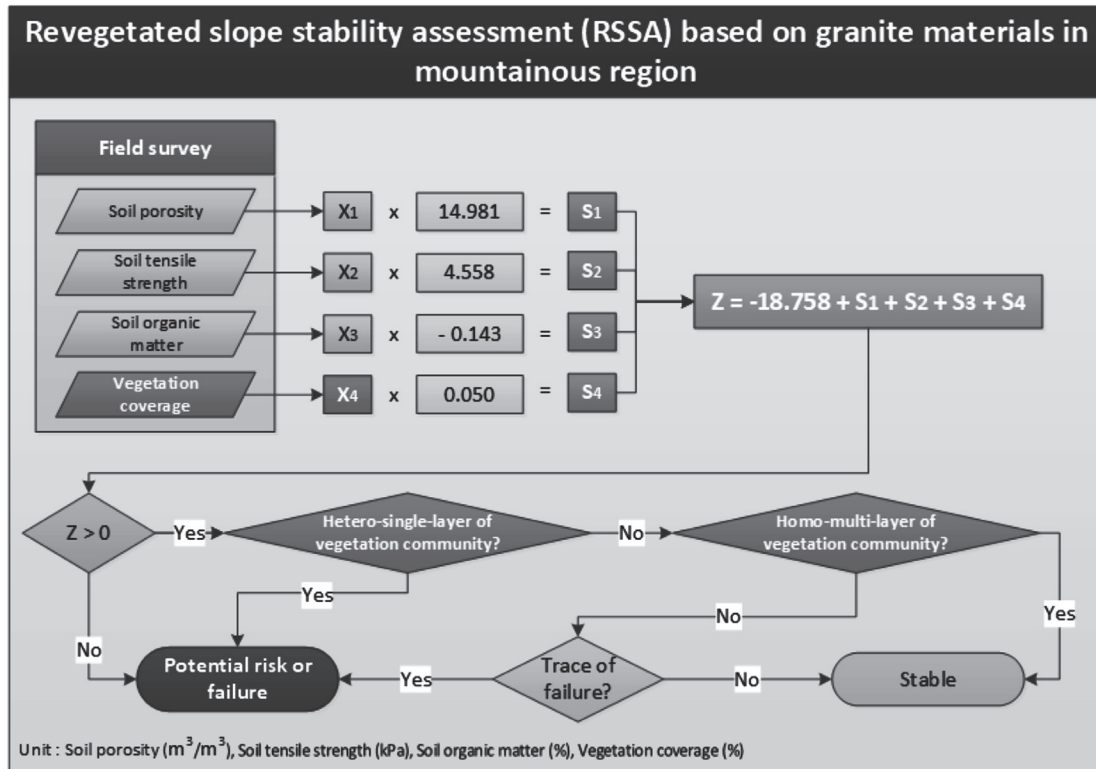 Revegetated slope stability assessment (RSSA) based on granite materials in
mountainous region
Field survey
Soil porosity
X1 x 14.981 = S1
Soil tensile
strength
X2 x 4.558 = S2
Soil organic
matter
X3 x - 0.143 = S3
Vegetation
coverage
X4 x 0.050 = S4
Z = -18.758 + S1 + S2 + S3 + S4
Z > 0
Yes
Hetero-single-layer of
vegetation community?
No
Homo-multi-layer of
vegetation community?
Yes
No
Yes
No
Potential risk or
failure
Yes
Trace of
failure?
No
Stable
Unit : Soil porosity (m³/m³), Soil tensile strength (kPa), Soil organic matter (%), Vegetation coverage (%)